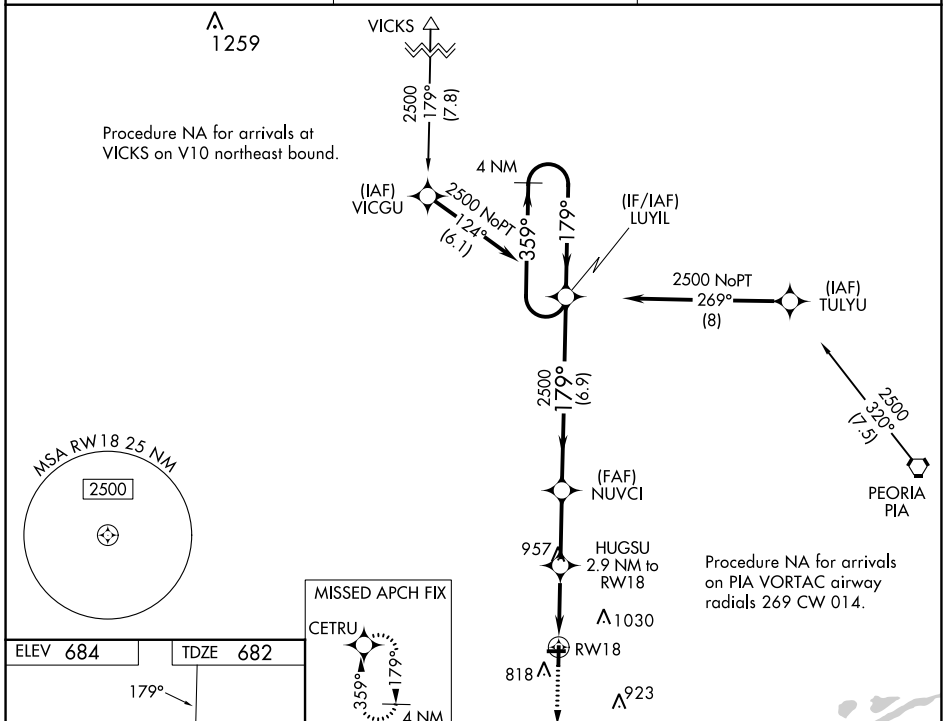 1259
VICKS
2500
179°
(7.8)
Procedure NA for arrivals at
VICKS on V10 northeast bound.
4 NM
(IAF)
VICGU
2500 NoPT
124°
(6.1)
359°
179°
(IF/IAF)
LUYIL
2500 NoPT
269°
(8)
(IAF)
TULYU
2500
179°
(6.9)
2500
320°
(7.5)
PEORIA
PIA
MSA RW18 25 NM
2500
(FAF)
NUVCI
957
HUGSU
2.9 NM to
RW18
Procedure NA for arrivals
on PIA VORTAC airway
radials 269 CW 014.
1030
RW18
818
923
MISSED APCH FIX
CETRU
359°
179°
4 NM
ELEV 684
TDZE 682
179°